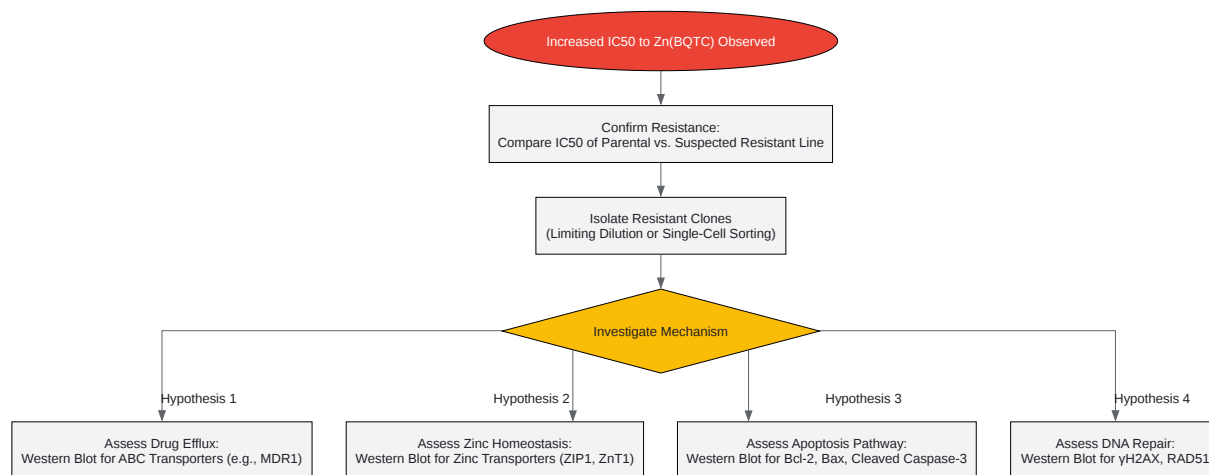 Increased IC50 to Zn(BQTC) Observed
Confirm Resistance:
Compare IC50 of Parental vs. Suspected Resistant Line
Isolate Resistant Clones
(Limiting Dilution or Single-Cell Sorting)
Investigate Mechanism
Hypothesis 1
Hypothesis 2
Hypothesis 3
Hypothesis 4
Assess Drug Efflux:
Western Blot for ABC Transporters (e.g., MDR1)
Assess Zinc Homeostasis:
Western Blot for Zinc Transporters (ZIP1, ZnT1)
Assess Apoptosis Pathway:
Western Blot for Bcl-2, Bax, Cleaved Caspase-3
Assess DNA Repair:
Western Blot for γH2AX, RAD51